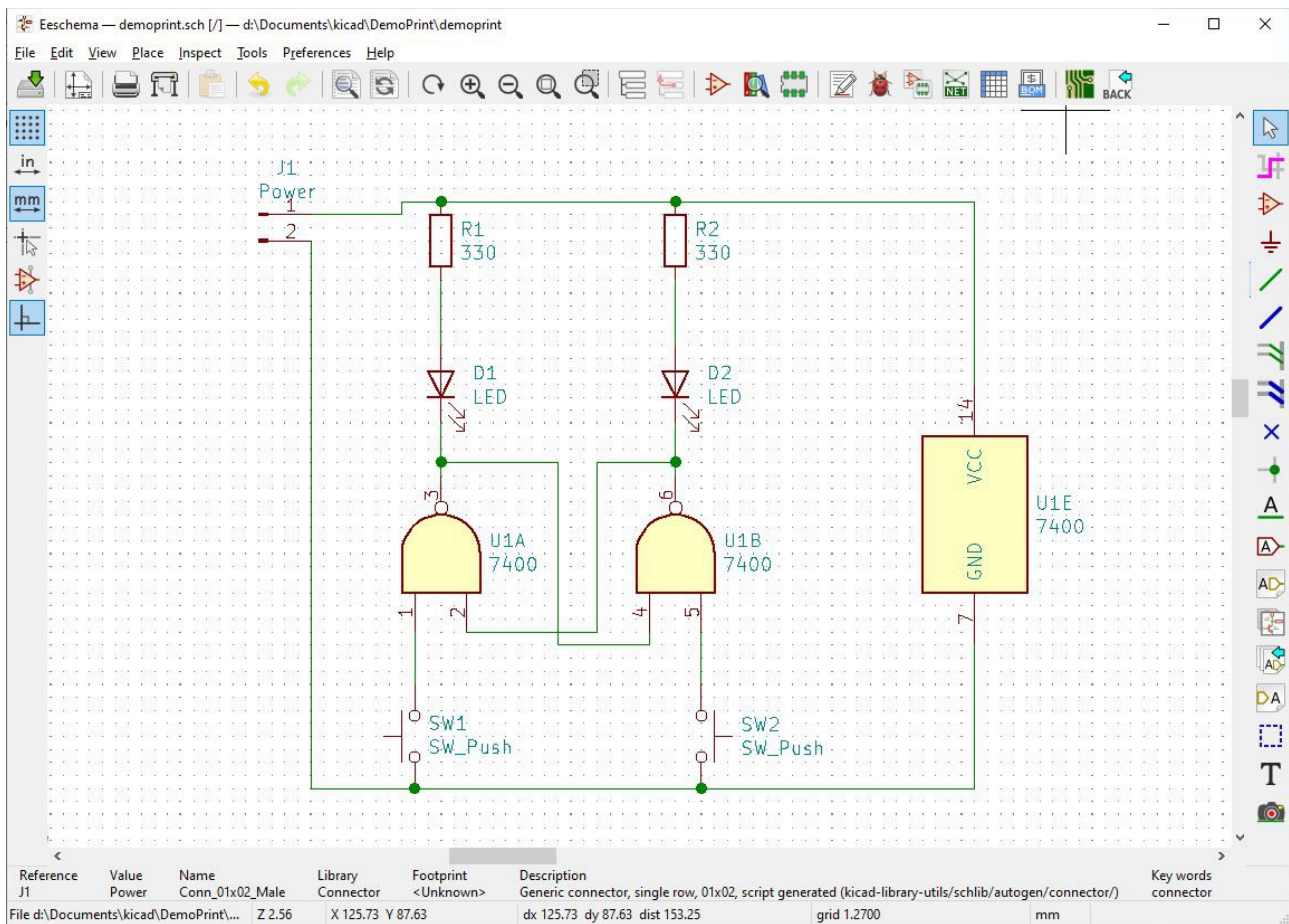 Eeschema — demoprint.sch [/] — d:\Documents\kicad\DemoPrint\demoprint
File Edit View Place Inspect Tools Preferences Help
NET
$
BOM
BACK
in
mm
J1
Power
1
2
R1
330
R2
330
D1
LED
D2
LED
14
VCC
GND
7
U1E
7400
3
U1A
7400
1
2
6
U1B
7400
4
5
SW1
SW_Push
SW2
SW_Push
A
A
AD
AD
DA
T
Reference Value Name Library Footprint Description Key words
J1 Power Conn_01x02_Male Connector <Unknown> Generic connector, single row, 01x02, script generated (kicad-library-utils/schlib/autogen/connector/) connector
File d:\Documents\kicad\DemoPrint\... Z 2.56 X 125.73 Y 87.63 dx 125.73 dy 87.63 dist 153.25 grid 1.2700 mm